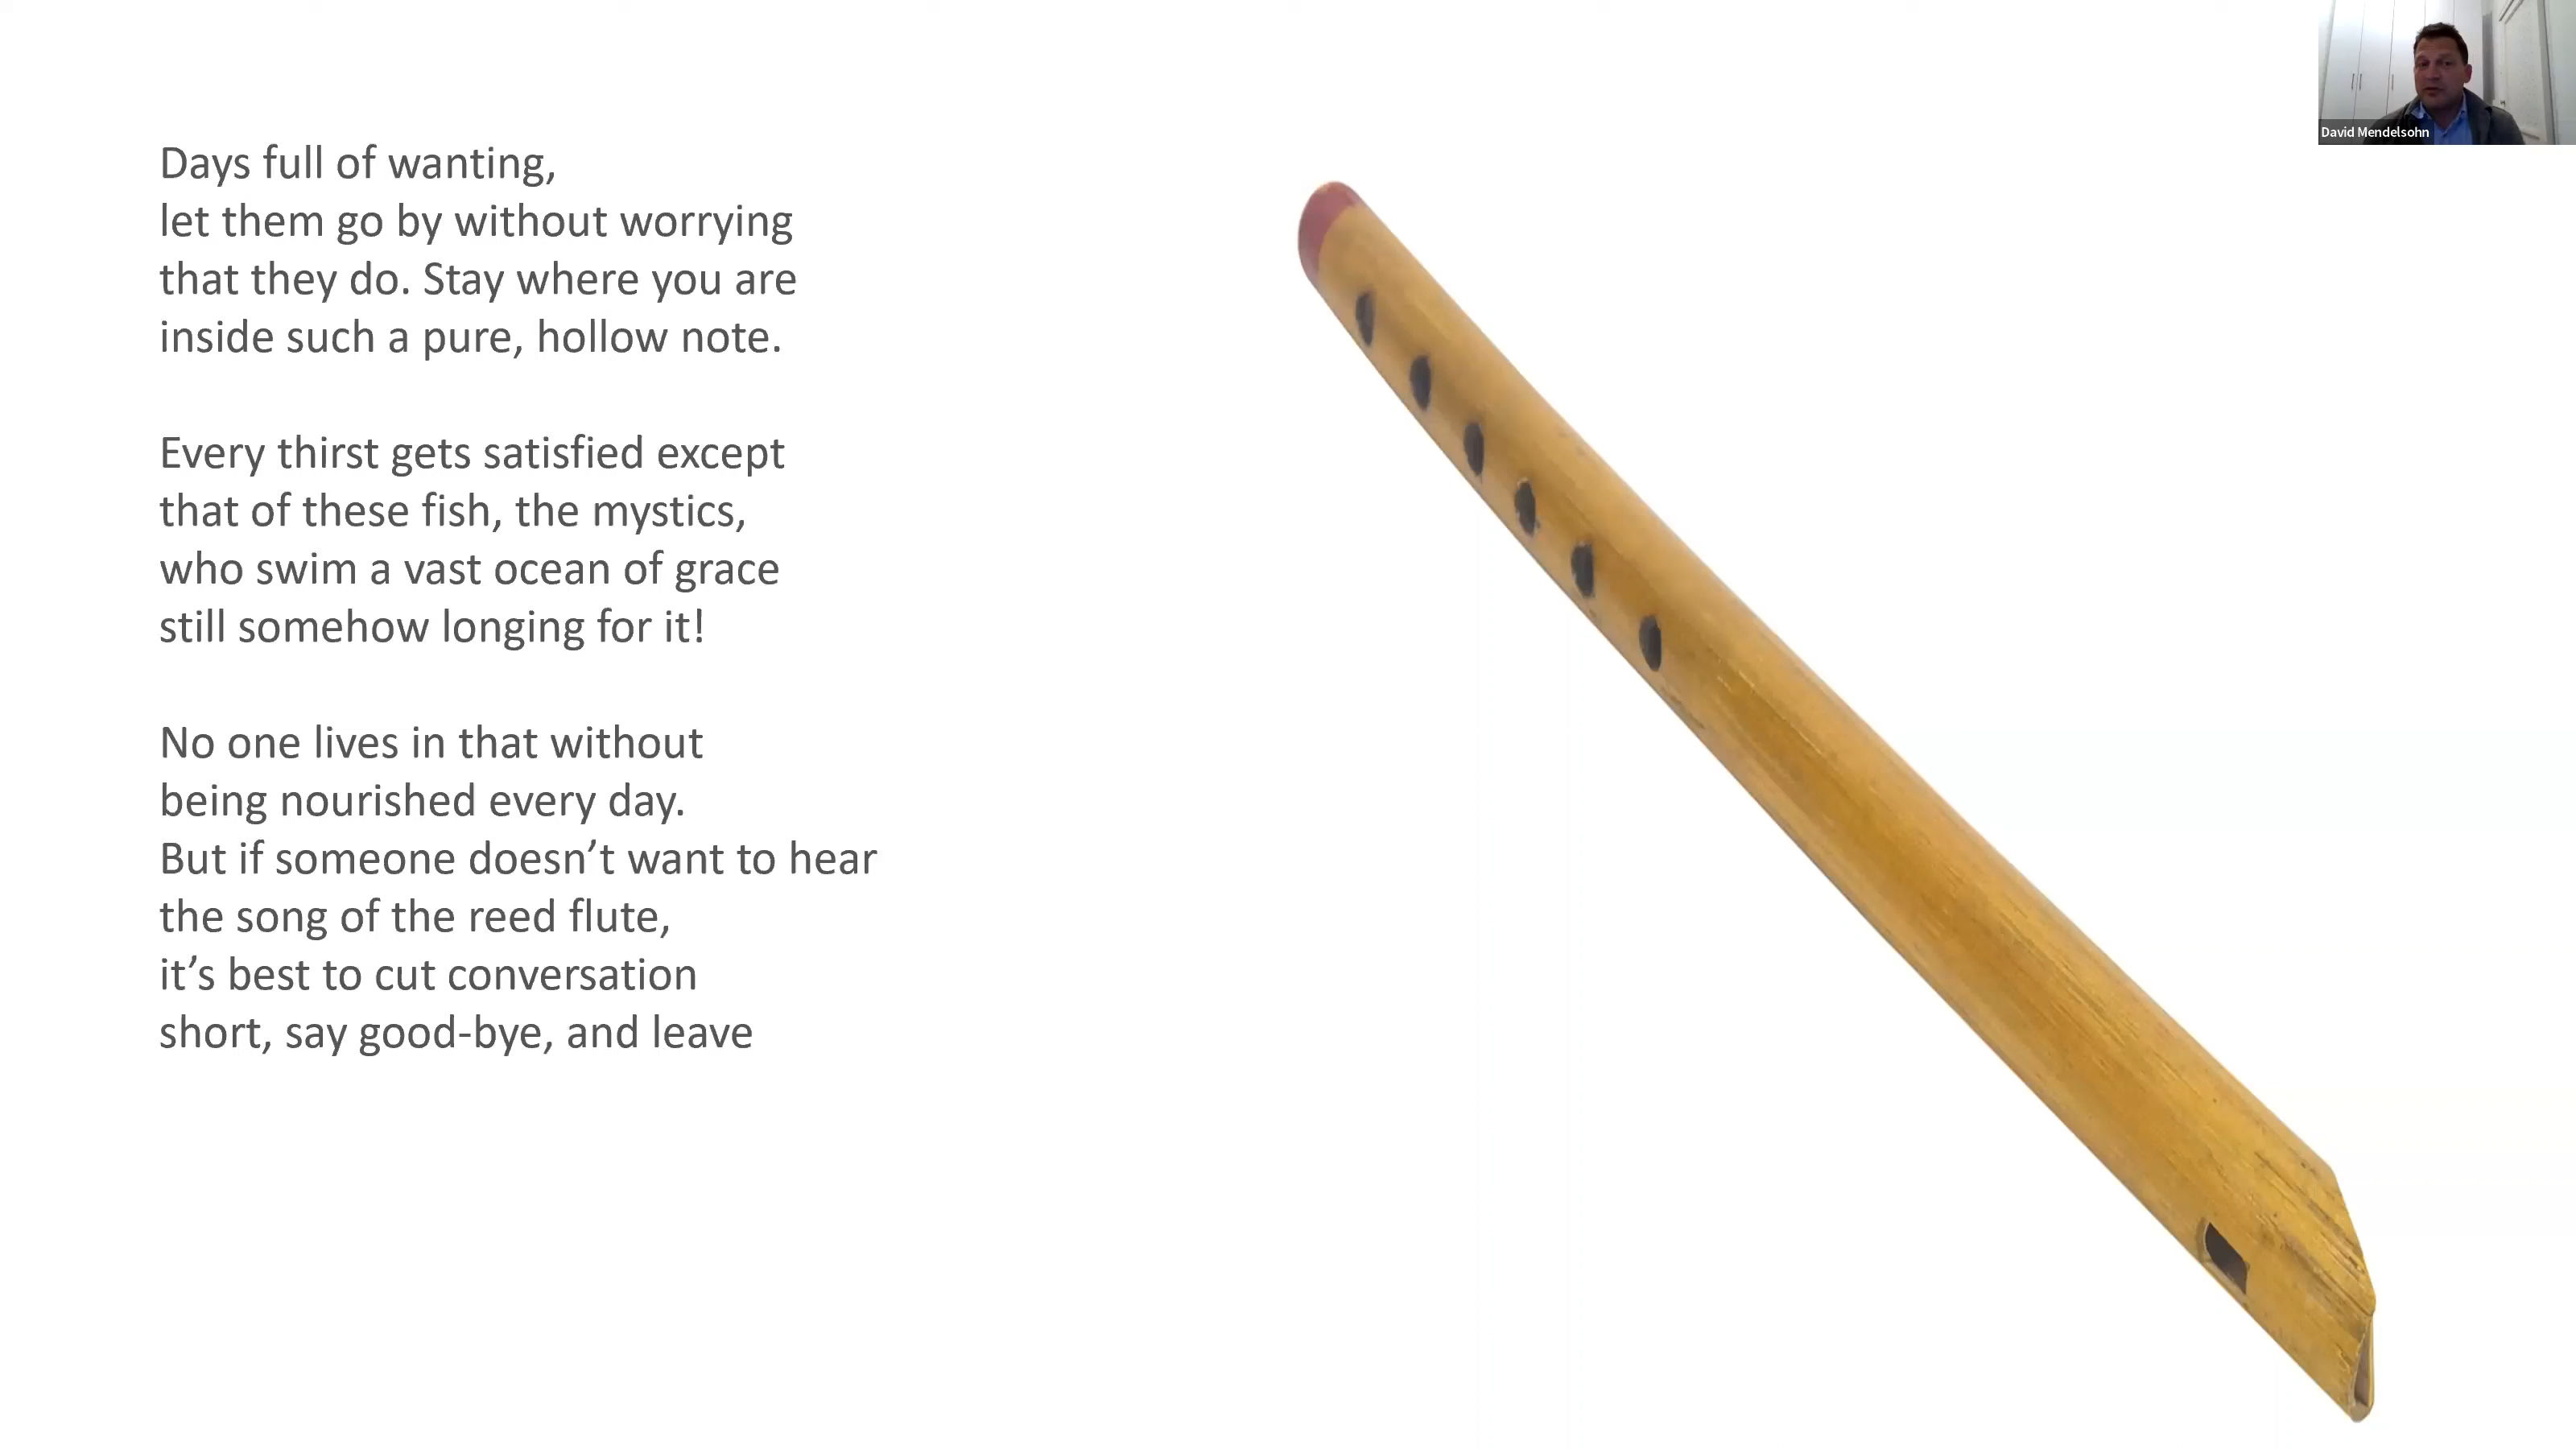 Days full of wanting,
let them go by without worrying
that they do. Stay where you are
inside such a pure, hollow note.
Every thirst gets satisfied except
that of these fish, the mystics,
who swim a vast ocean of grace
still somehow longing for it!
No one lives in that without
being nourished every day.
But if someone doesn’t want to hear
the song of the reed flute,
it’s best to cut conversation
short, say good-bye, and leave
David Mendelsohn